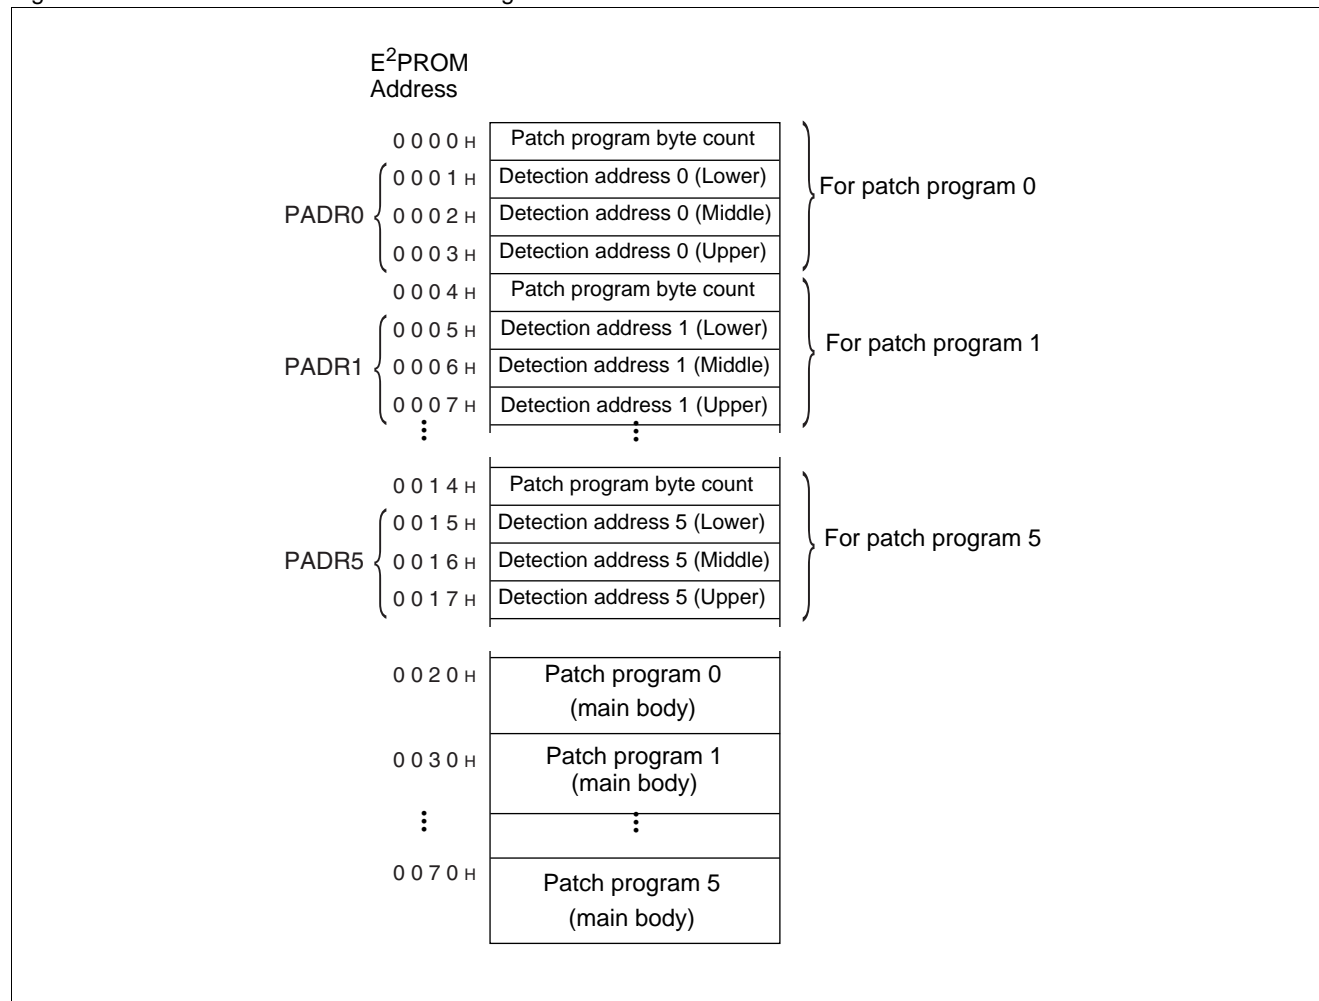 E2PROM
Address
0000H Patch program byte count
0001H Detection address 0 (Lower)
For patch program 0
PADR0 0002H Detection address 0 (Middle)
0003H Detection address 0 (Upper)
0004H Patch program byte count
0005H Detection address 1 (Lower)
For patch program 1
PADR1 0006H Detection address 1 (Middle)
0007H Detection address 1 (Upper)
0014H Patch program byte count
0015H Detection address 5 (Lower)
For patch program 5
PADR5 0016H Detection address 5 (Middle)
0017H Detection address 5 (Upper)
0020H Patch program 0
(main body)
0030H Patch program 1
(main body)
0070H Patch program 5
(main body)